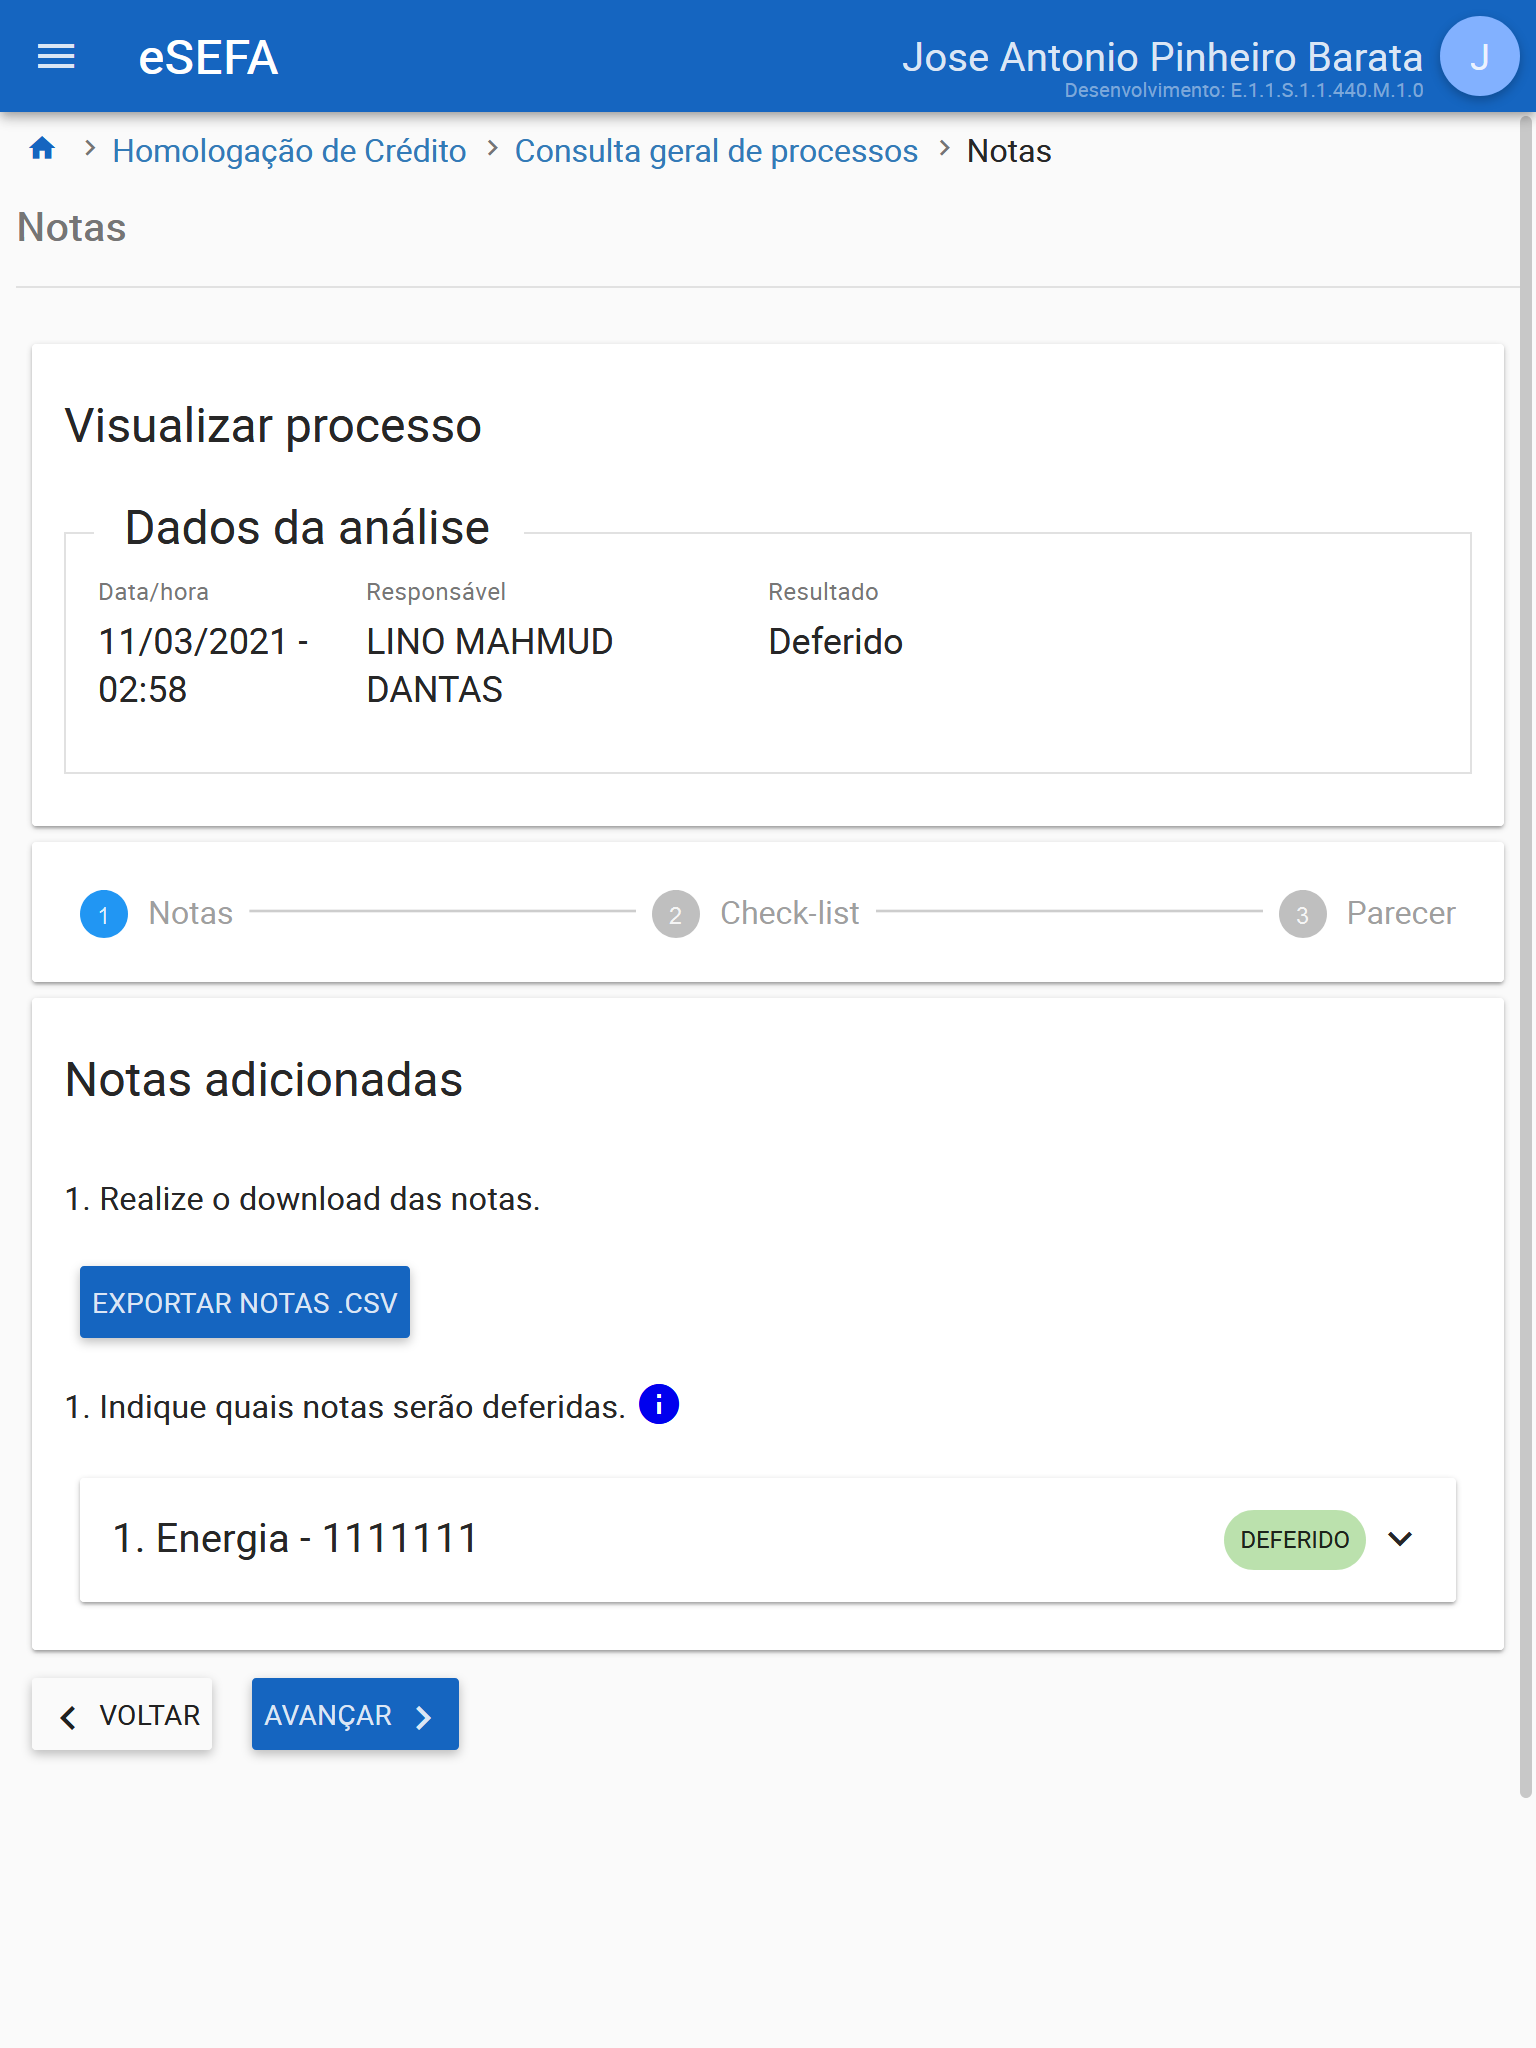 eSEFA
Jose Antonio Pinheiro Barata
J
Desenvolvimento: E.1.1.S.1.1.440.M.1.0
Homologação de Crédito > Consulta geral de processos > Notas
Notas
Visualizar processo
Dados da análise
Data/hora Responsável Resultado
11/03/2021 - LINO MAHMUD Deferido
02:58 DANTAS
1 Notas 2 Check-list 3 Parecer
Notas adicionadas
1. Realize o download das notas.
EXPORTAR NOTAS .CSV
1. Indique quais notas serão deferidas. i
1. Energia - 1111111 DEFERIDO
VOLTAR AVANÇAR